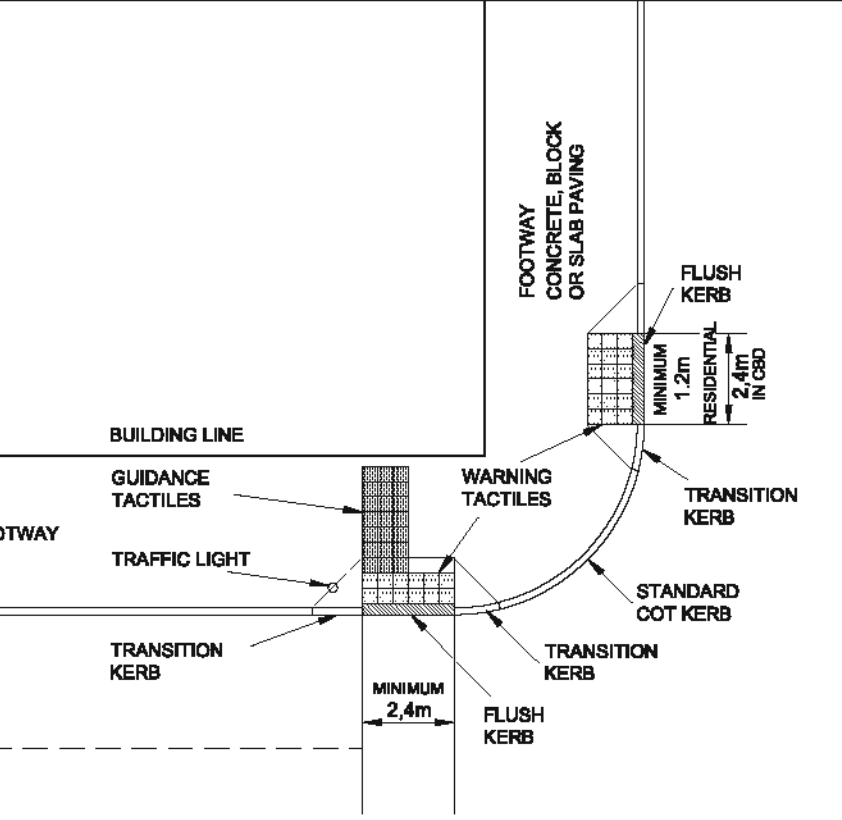 FOOTWAY
CONCRETE, BLOCK
OR SLAB PAVING
FLUSH
KERB
MINIMUM
1.2m
RESIDENTIAL
2,4m
IN CBD
BUILDING LINE
GUIDANCE
TACTILES
WARNING
TACTILES
TRANSITION
KERB
OTWAY
TRAFFIC LIGHT
STANDARD
COT KERB
TRANSITION
KERB
TRANSITION
KERB
MINIMUM
2,4m
FLUSH
KERB